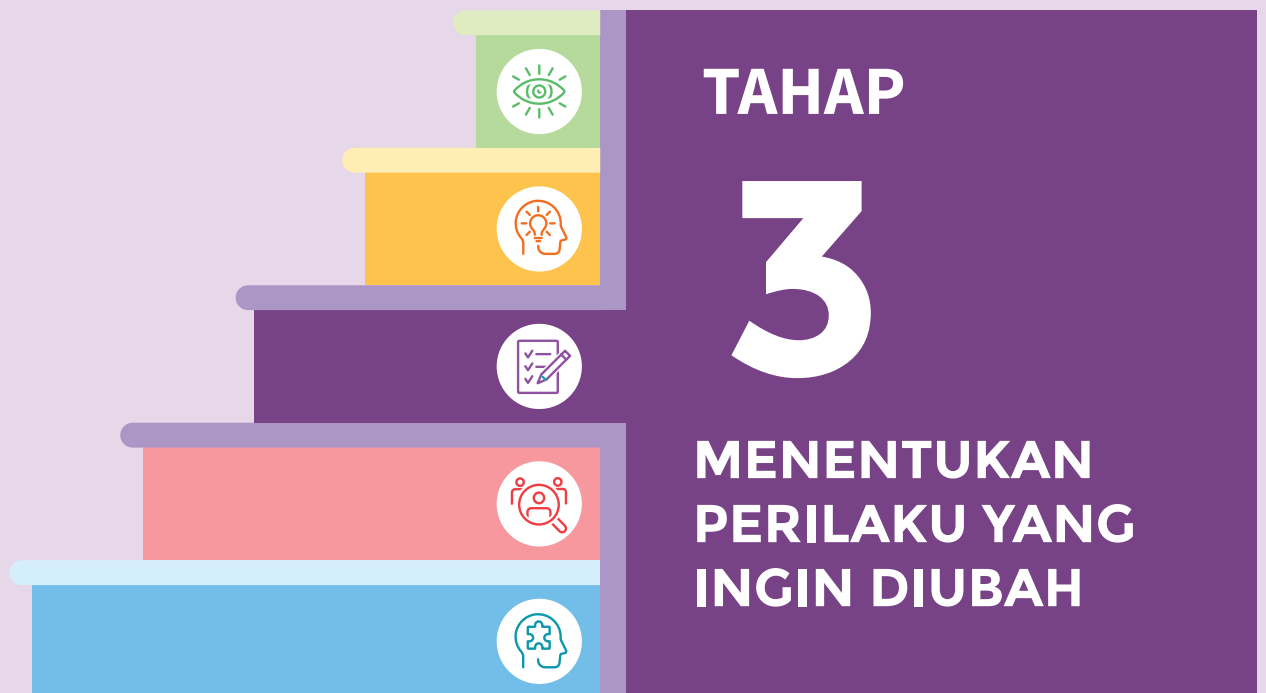 TAHAP
3
MENENTUKAN
PERILAKU YANG
INGIN DIUBAH